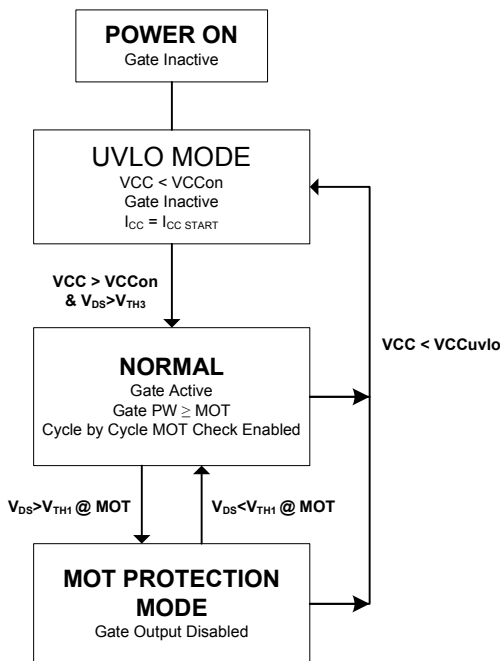 POWER ON
Gate Inactive
UVLO MODE
VCC < VCCon
Gate Inactive
ICC = ICC START
VCC > VCCon
& VDS>VTH3
VCC < VCCuvlo
NORMAL
Gate Active
Gate PW ≥ MOT
Cycle by Cycle MOT Check Enabled
VDS>VTH1 @ MOT
VDS<VTH1 @ MOT
MOT PROTECTION
MODE
Gate Output Disabled